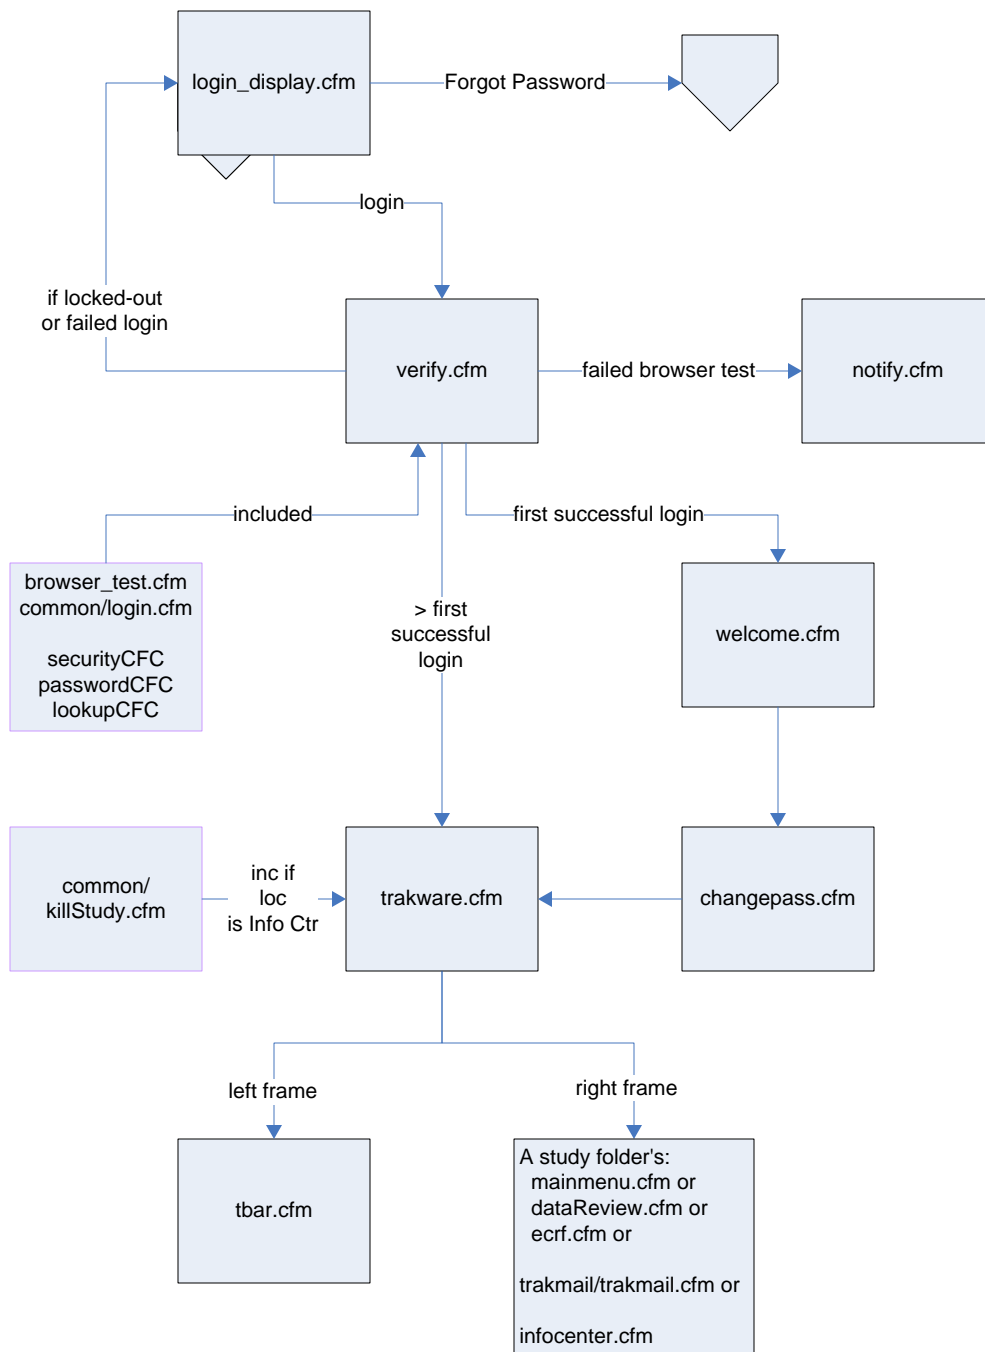 login_display.cfm
Forgot Password
login
if locked-out
or failed login
verify.cfm
failed browser test
notify.cfm
included
first successful login
browser_test.cfm
common/login.cfm
securityCFC
passwordCFC
lookupCFC
> first
successful
login
welcome.cfm
common/
killStudy.cfm
inc if
loc
is Info Ctr
trakware.cfm
changepass.cfm
left frame
right frame
tbar.cfm
A study folder's:
mainmenu.cfm or
dataReview.cfm or
ecrf.cfm or
trakmail/trakmail.cfm or
infocenter.cfm